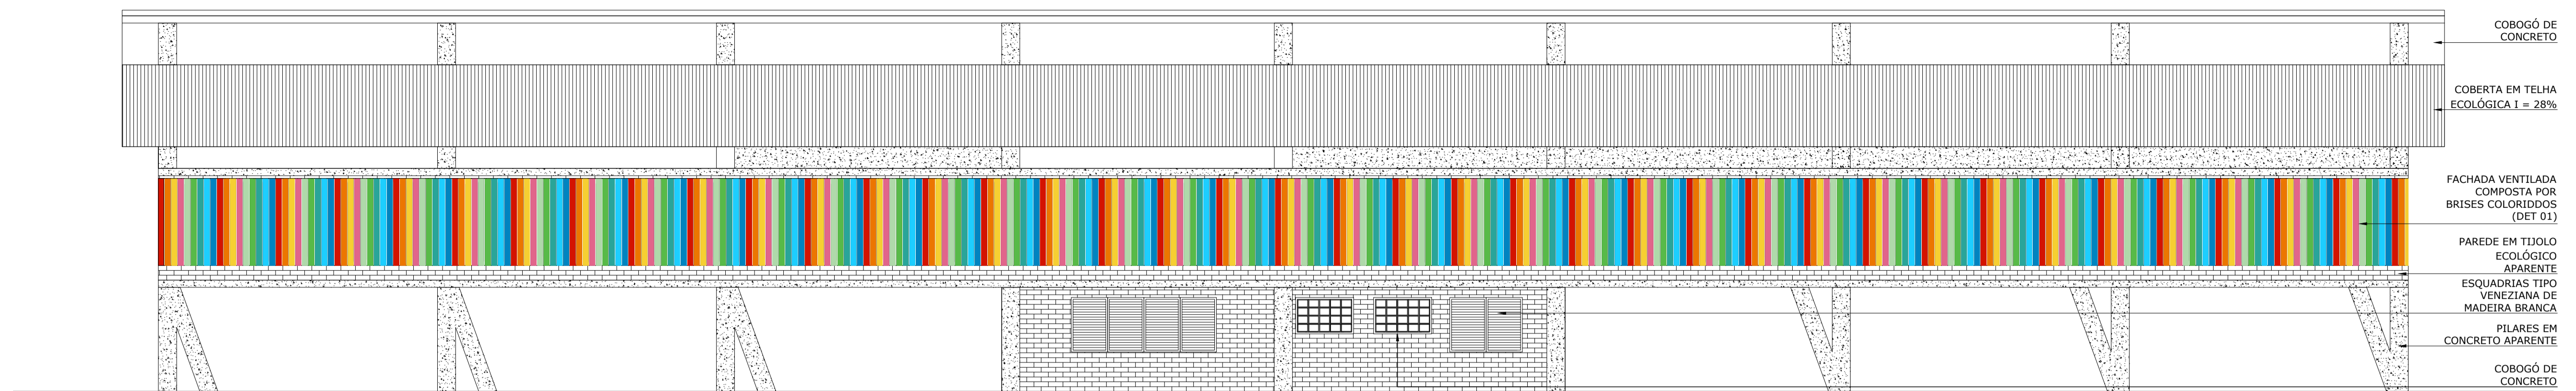 COBOGÓ DE
CONCRETO
COBERTA EM TELHA
ECOLÓGICA I = 28%
FACHADA VENTILADA
COMPOSTA POR
BRISES COLORIDDOS
(DET 01)
PAREDE EM TIJOLO
ECOLÓGICO
APARENTE
ESQUADRIAS TIPO
VENEZIANA DE
MADEIRA BRANCA
PILARES EM
CONCRETO APARENTE
COBOGÓ DE
CONCRETO